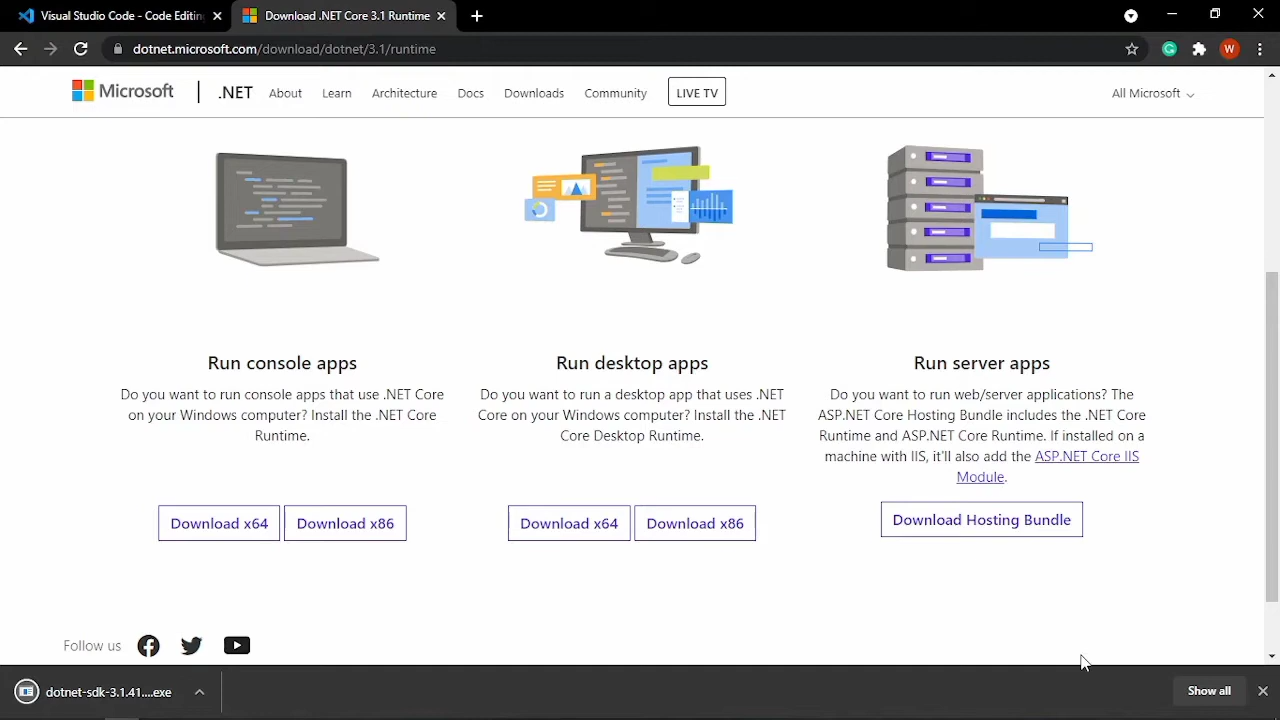 Visual Studio Code - Code Editing
Download .NET Core 3.1 Runtime
dotnet.microsoft.com/download/dotnet/3.1/runtime
W
Microsoft
.NET
About
Learn
Architecture
Docs
Downloads
Community
LIVE TV
All Microsoft
Run console apps
Do you want to run console apps that use .NET Core
on your Windows computer? Install the .NET Core
Runtime.
Download x64
Download x86
Run desktop apps
Do you want to run a desktop app that uses .NET
Core on your Windows computer? Install the .NET
Core Desktop Runtime.
Download x64
Download x86
Run server apps
Do you want to run web/server applications? The
ASP.NET Core Hosting Bundle includes the .NET Core
Runtime and ASP.NET Core Runtime. If installed on a
machine with IIS, it'll also add the ASP.NET Core IIS
Module.
Download Hosting Bundle
Follow us
dotnet-sdk-3.1.41....exe
Show all